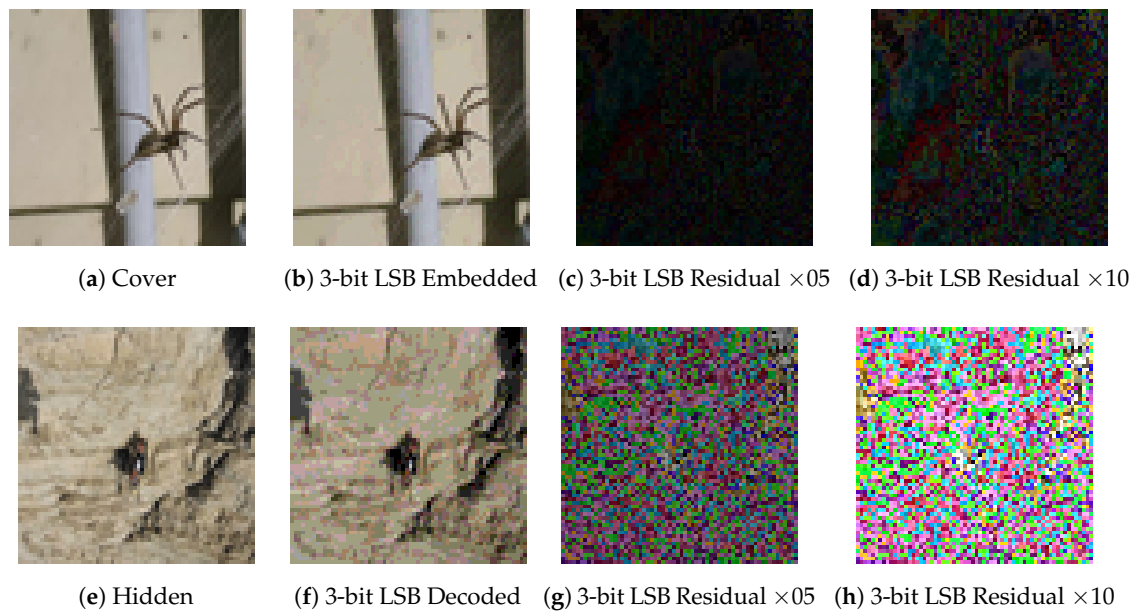 (a) Cover
(b) 3-bit LSB Embedded
(c) 3-bit LSB Residual ×05
(d) 3-bit LSB Residual ×10
(e) Hidden
(f) 3-bit LSB Decoded
(g) 3-bit LSB Residual ×05
(h) 3-bit LSB Residual ×10